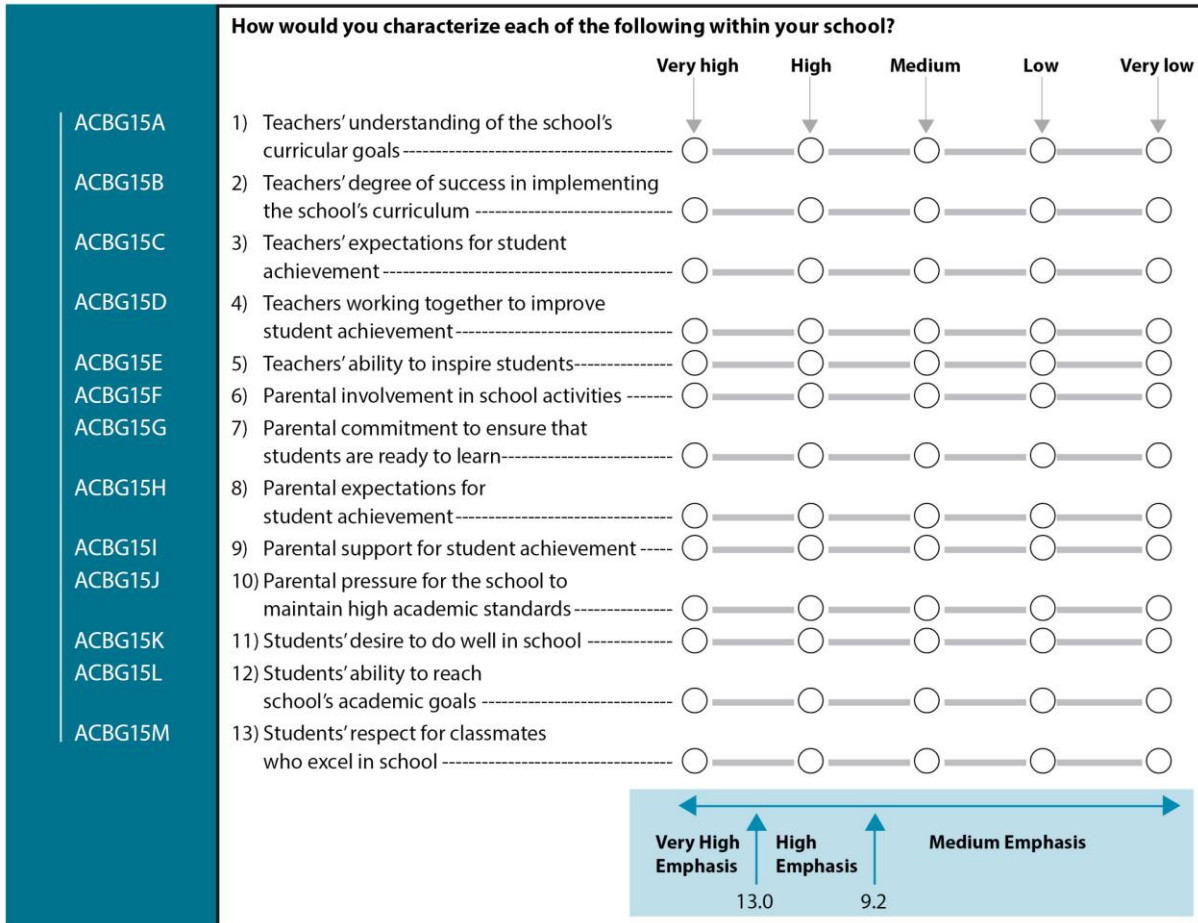 How would you characterize each of the following within your school?
Very high High Medium Low Very low
ACBG15A 1) Teachers' understanding of the school's
curricular goals
ACBG15B 2) Teachers' degree of success in implementing
the school's curriculum
ACBG15C 3) Teachers' expectations for student
achievement
ACBG15D 4) Teachers working together to improve
student achievement
ACBG15E 5) Teachers' ability to inspire students
ACBG15F 6) Parental involvement in school activities
ACBG15G 7) Parental commitment to ensure that
students are ready to learn
ACBG15H 8) Parental expectations for
student achievement
ACBG15I 9) Parental support for student achievement
ACBG15J 10) Parental pressure for the school to
maintain high academic standards
ACBG15K 11) Students' desire to do well in school
ACBG15L 12) Students' ability to reach
school's academic goals
ACBG15M 13) Students' respect for classmates
who excel in school
Very High High Medium Emphasis
Emphasis Emphasis
13.0 9.2